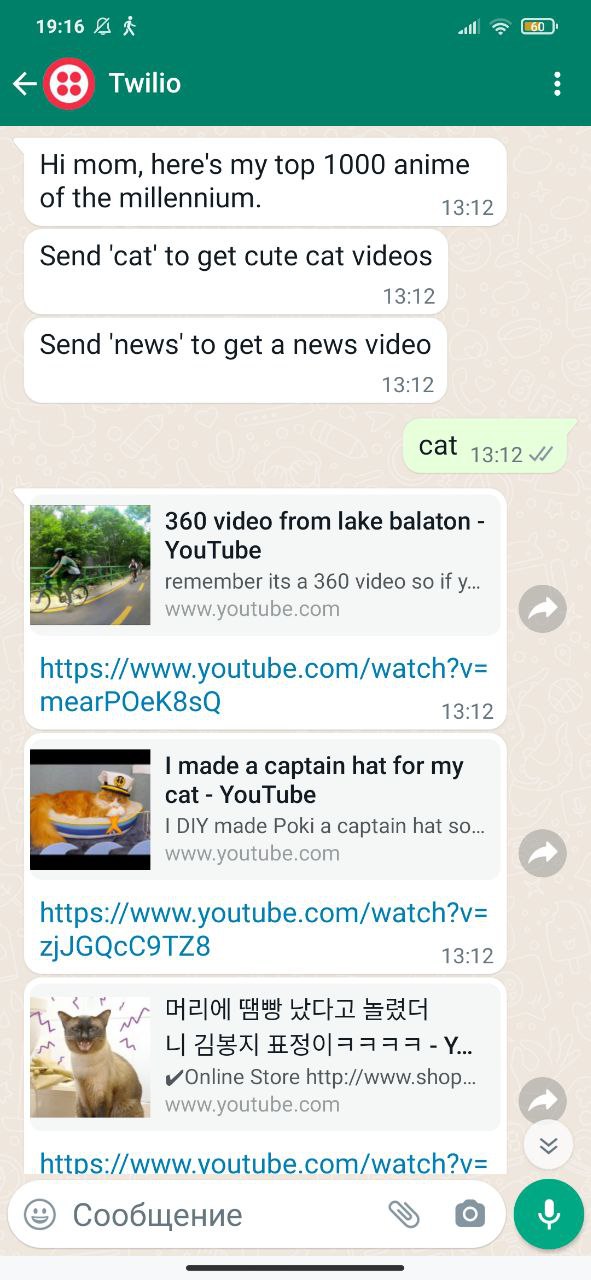 19:16
60
Twilio
Hi mom, here's my top 1000 anime
of the millennium.
13:12
Send 'cat' to get cute cat videos
13:12
Send 'news' to get a news video
13:12
cat 13:12
360 video from lake balaton -
YouTube
remember its a 360 video so if y...
www.youtube.com
https://www.youtube.com/watch?v=
mearPOeK8sQ
13:12
I made a captain hat for my
cat - YouTube
I DIY made Poki a captain hat so...
www.youtube.com
https://www.youtube.com/watch?v=
zjJGQcC9TZ8
13:12
머리에 땜빵 났다고 놀렸더
니 김봉지 표정이ㅋㅋㅋㅋ - Y...
✔Online Store http://www.shop...
www.youtube.com
https://www.youtube.com/watch?v=
Сообщение